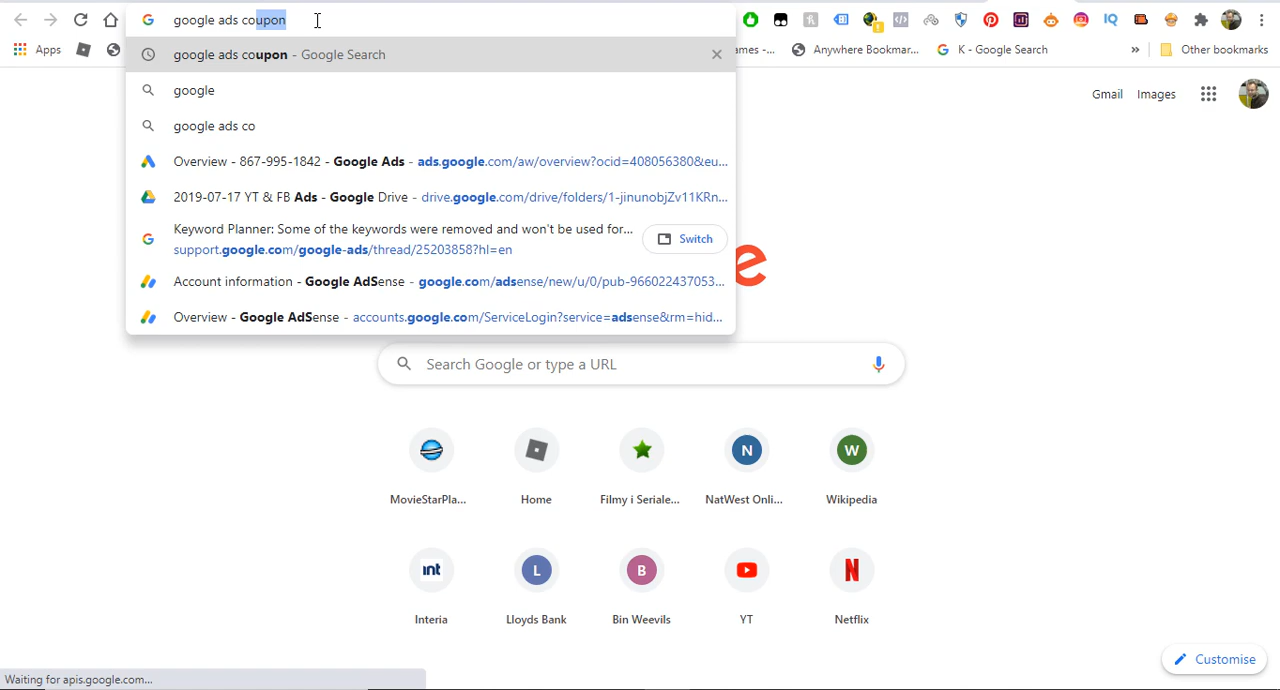 google ads coupon
Apps
ames -...
Anywhere Bookmar...
K - Google Search
»
Other bookmarks
google ads coupon - Google Search
google
google ads co
Overview - 867-995-1842 - Google Ads - ads.google.com/aw/overview?ocid=408056380&eu...
2019-07-17 YT & FB Ads - Google Drive - drive.google.com/drive/folders/1-jinunobjZv11KRn...
Keyword Planner: Some of the keywords were removed and won't be used for...
support.google.com/google-ads/thread/25203858?hl=en
Switch
Account information - Google AdSense - google.com/adsense/new/u/0/pub-966022437053...
Overview - Google AdSense - accounts.google.com/ServiceLogin?service=adsense&rm=hid...
Gmail
Images
e
Search Google or type a URL
MovieStarPla...
Home
Filmy i Seriale...
N
NatWest Onli...
W
Wikipedia
int
Interia
L
Lloyds Bank
B
Bin Weevils
YT
N
Netflix
Customise
Waiting for apis.google.com...